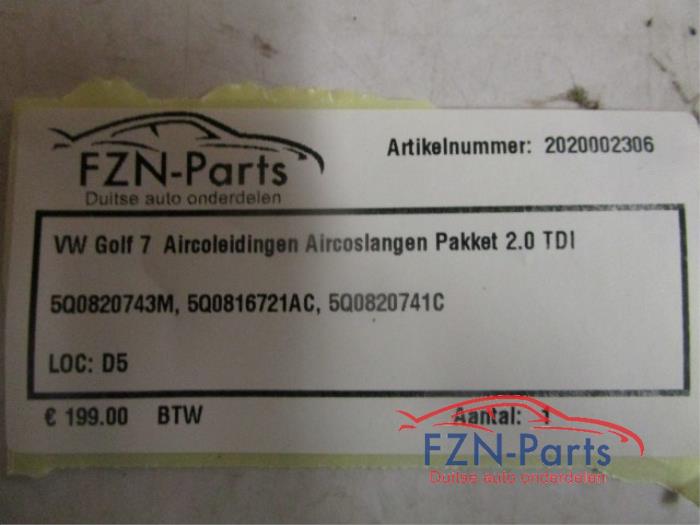 FZN-Parts
Duitse auto onderdelen
Artikelnummer: 2020002306
VW Golf 7 Aircoleidingen Aircoslangen Pakket 2.0 TDI
5Q0820743M, 5Q0816721AC, 5Q0820741C
LOC: D5
€ 199.00 BTW
Aantal: 1
FZN-Parts
Duitse auto onderdelen